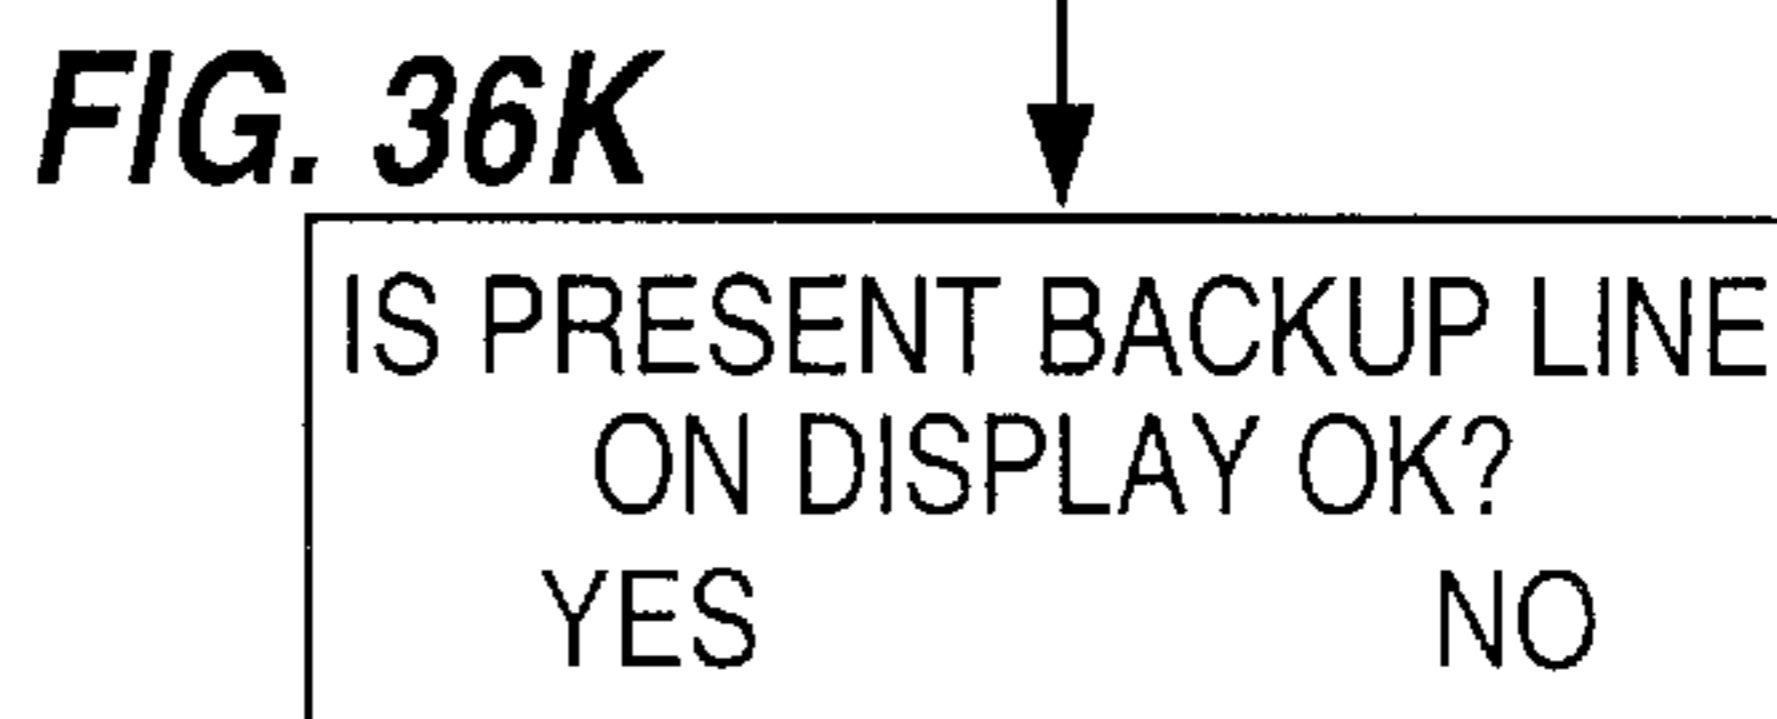 FIG. 36K
IS PRESENT BACKUP LINE
ON DISPLAY OK?
YES NO